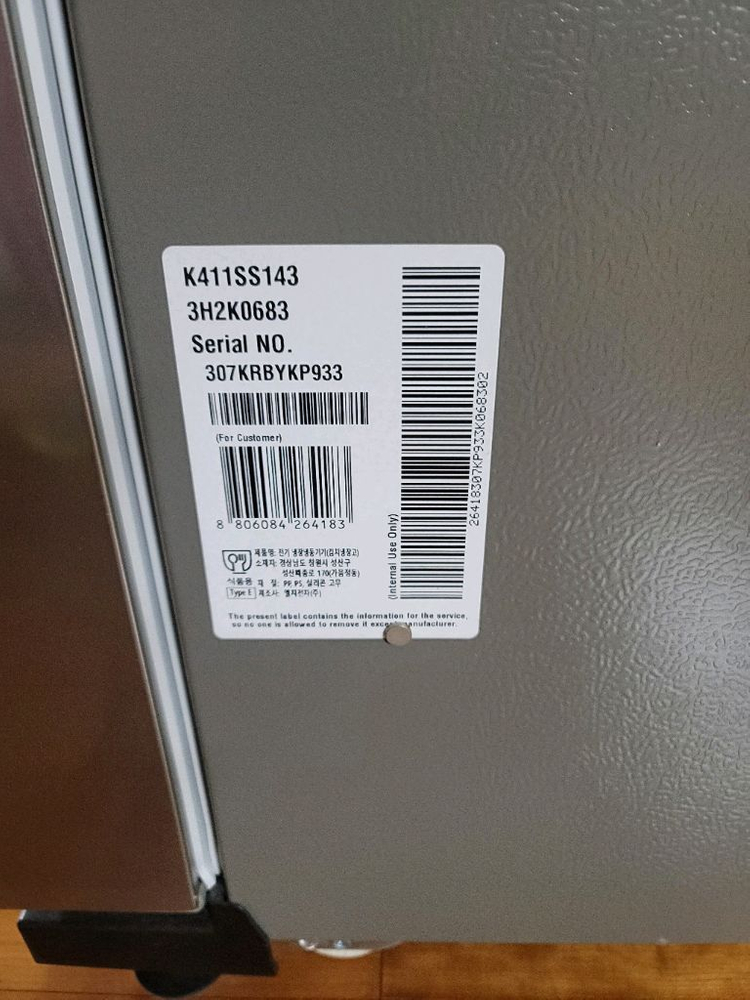 K411SS143
3H2K0683
Serial NO.
307KRBYKP933
(For Customer)
8 806084 264183
제품명: 전기 냉장냉동기기(김치냉장고)
소재지: 경상남도 창원시 성산구
성산패총로 170(가음정동)
식품용 재 질: PP, PS, 실리콘 고무
Type E 제조사: 엘지전자(주)
The present label contains the information for the service,
so no one is allowed to remove it except manufacturer.
(Internal Use Only)
26418307KP933K068302